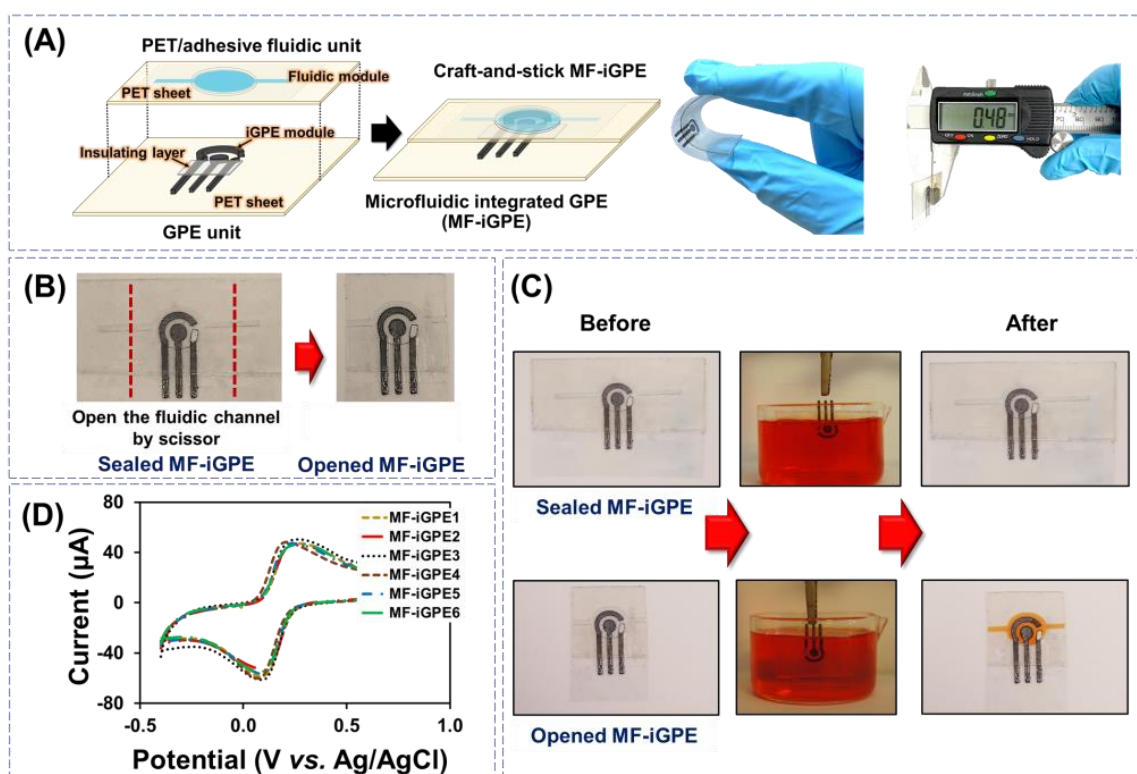 (A)
PET/adhesive fluidic unit
Fluidic module
PET sheet
iGPE module
Insulating layer
PET sheet
GPE unit
Craft-and-stick MF-iGPE
Microfluidic integrated GPE
(MF-iGPE)
048
(B)
Open the fluidic channel
by scissor
Sealed MF-iGPE
Opened MF-iGPE
(C)
Before
After
Sealed MF-iGPE
Opened MF-iGPE
(D)
80
40
0
-40
-80
Current (µA)
MF-iGPE1
MF-iGPE2
MF-iGPE3
MF-iGPE4
MF-iGPE5
MF-iGPE6
-0.5
0.0
0.5
1.0
Potential (V vs. Ag/AgCl)